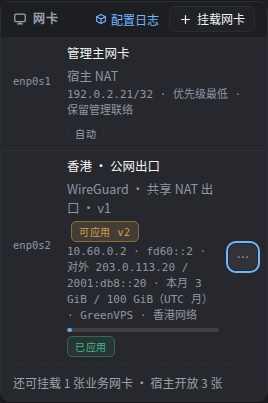 网卡 配置日志 + 挂载网卡
管理主网卡
宿主 NAT
enp0s1 192.0.2.21/32 · 优先级最低 ·
保留管理联络
自动
香港 · 公网出口
WireGuard · 共享 NAT 出
口 · v1
可应用 v2
enp0s2 10.60.0.2 · fd60::2 ·
对外 203.0.113.20 /
2001:db8::20 · 本月 3
GiB / 100 GiB（UTC 月）
· GreenVPS · 香港网络
已应用
还可挂载 1 张业务网卡 · 宿主开放 3 张